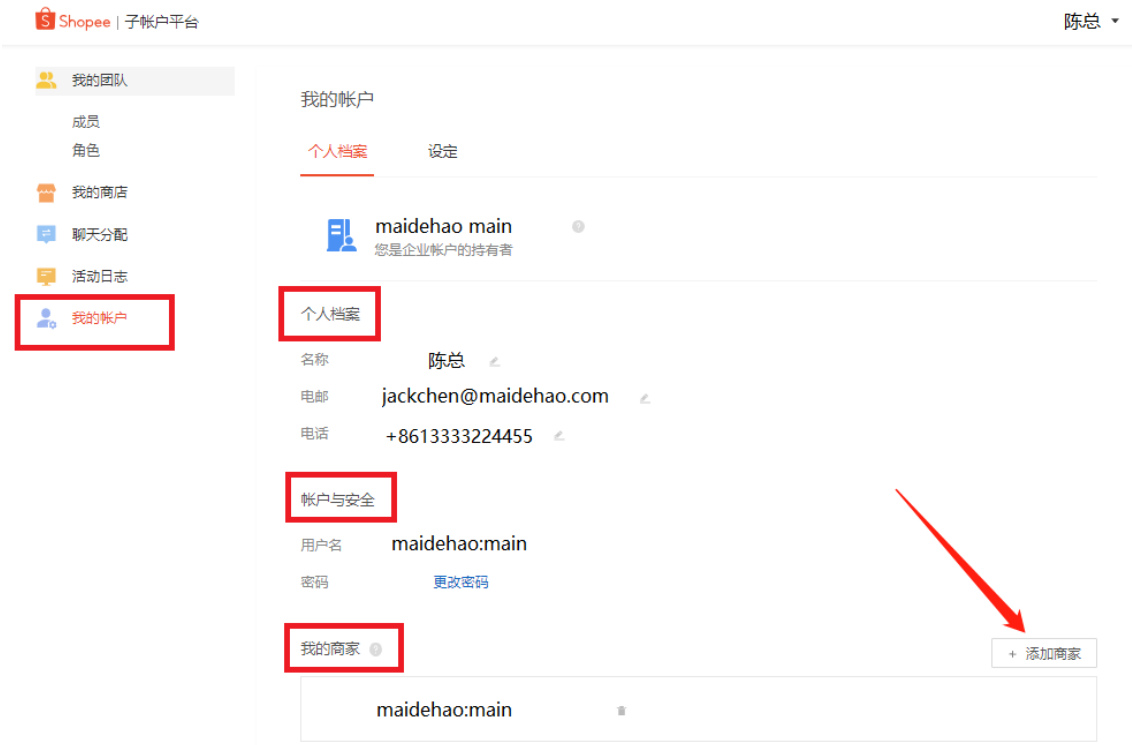 Shopee | 子帐户平台
陈总
我的团队
成员
角色
我的商店
聊天分配
活动日志
我的帐户
我的帐户
个人档案 设定
maidehao main
您是企业帐户的持有者
个人档案
名称 陈总
电邮 jackchen@maidehao.com
电话 +8613333224455
帐户与安全
用户名 maidehao:main
密码 更改密码
我的商家
+ 添加商家
maidehao:main